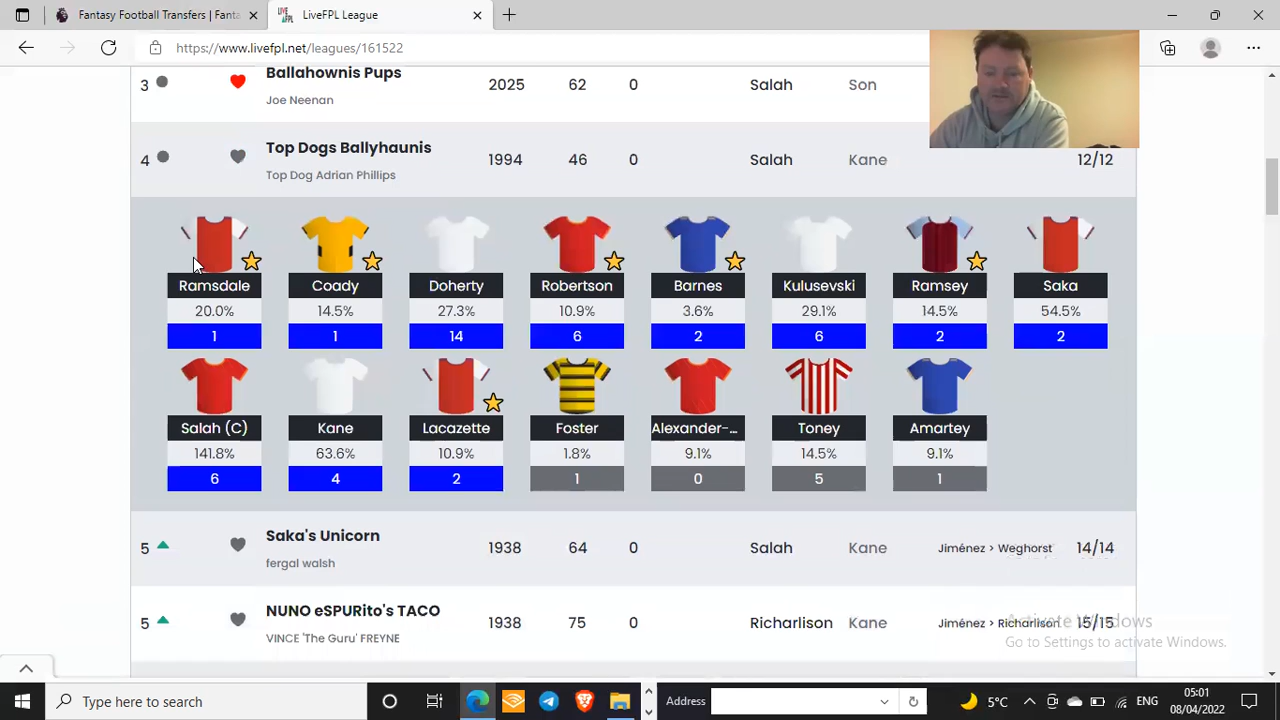 Fantasy Football Transfers | Fanta
LiveFPL League
https://www.livefpl.net/leagues/161522
3 Ballahownis Pups 2025 62 0 Salah Son
Joe Neenan
4 Top Dogs Ballyhaunis 1994 46 0 Salah Kane 12/12
Top Dog Adrian Phillips
Ramsdale Coady Doherty Robertson Barnes Kulusevski Ramsey Saka
20.0% 14.5% 27.3% 10.9% 3.6% 29.1% 14.5% 54.5%
1 1 14 6 2 6 2 2
Salah (C) Kane Lacazette Foster Alexander-... Toney Amartey
141.8% 63.6% 10.9% 1.8% 9.1% 14.5% 9.1%
6 4 2 1 0 5 1
5 Saka's Unicorn 1938 64 0 Salah Kane Jiménez > Weghorst 14/14
fergal walsh
5 NUNO eSPURito's TACO 1938 75 0 Richarlison Kane Jiménez > Richarlison 15/15
VINCE 'The Guru' FREYNE
Activate Windows
Go to Settings to activate Windows.
Type here to search
Address
5°C
ENG
05:01
08/04/2022